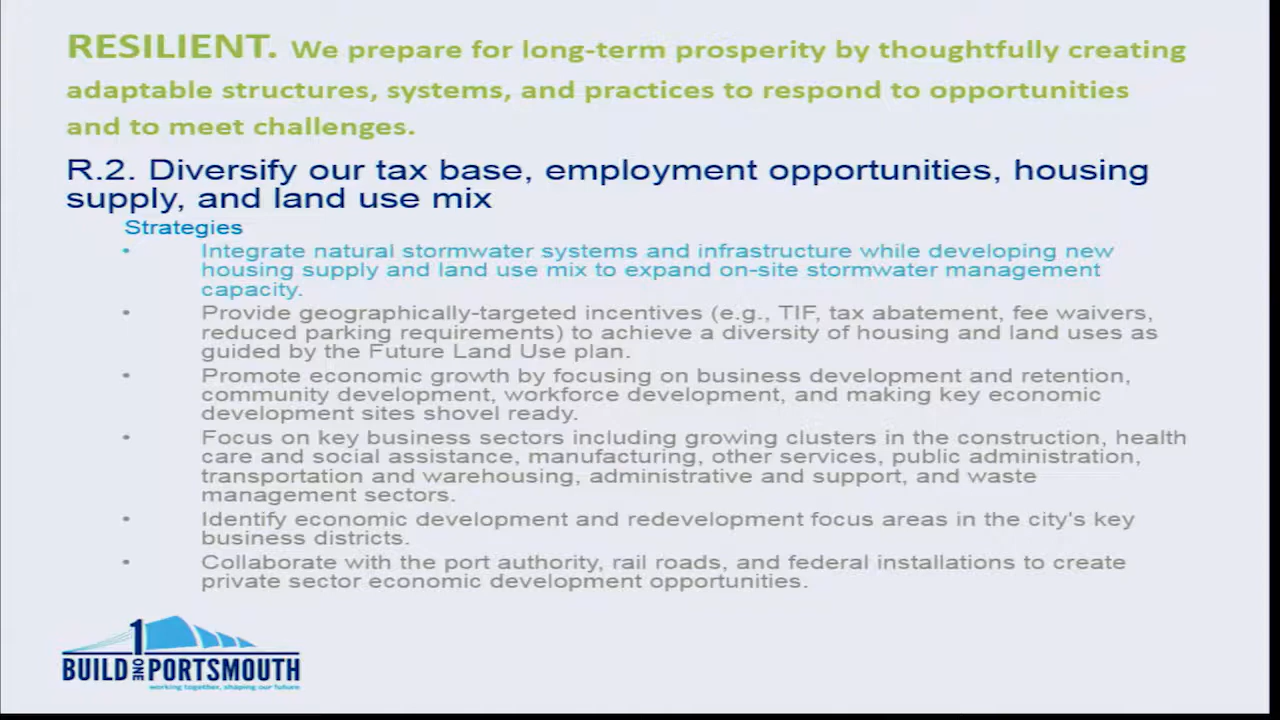 RESILIENT. We prepare for long-term prosperity by thoughtfully creating
adaptable structures, systems, and practices to respond to opportunities
and to meet challenges.
R.2. Diversify our tax base, employment opportunities, housing
supply, and land use mix
Strategies
• Integrate natural stormwater systems and infrastructure while developing new
housing supply and land use mix to expand on-site stormwater management
capacity.
• Provide geographically-targeted incentives (e.g., TIF, tax abatement, fee waivers,
reduced parking requirements) to achieve a diversity of housing and land uses as
guided by the Future Land Use plan.
• Promote economic growth by focusing on business development and retention,
community development, workforce development, and making key economic
development sites shovel ready.
• Focus on key business sectors including growing clusters in the construction, health
care and social assistance, manufacturing, other services, public administration,
transportation and warehousing, administrative and support, and waste
management sectors.
• Identify economic development and redevelopment focus areas in the city's key
business districts.
• Collaborate with the port authority, rail roads, and federal installations to create
private sector economic development opportunities.
1
BUILD ONE PORTSMOUTH
working together, shaping our future